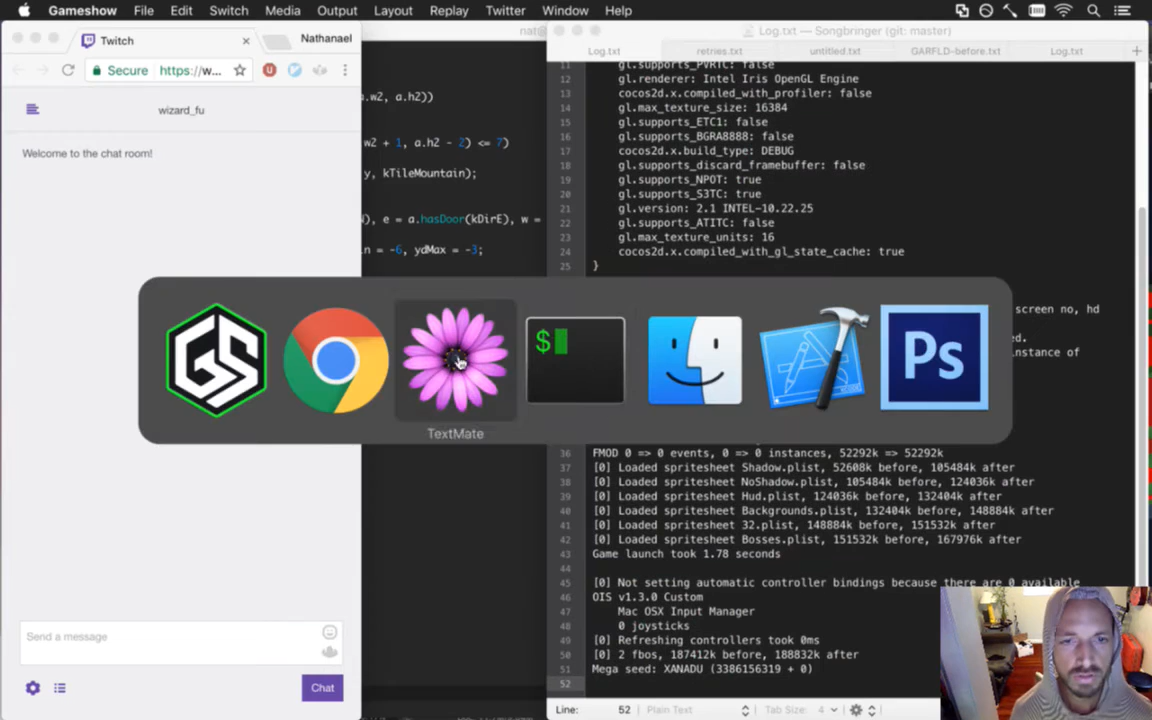 Gameshow File Edit Switch Media Output Layout Replay Twitter Window Help
Twitch
Nathanael
Secure https://w...
wizard_fu
Welcome to the chat room!
Send a message
Chat
.w2, a.h2))
w2 + 1, a.h2 - 2) <= 7)
y, kTileMountain);
), e = a.hasDoor(kDirE), w =
n = -6, ydMax = -3;
Log.txt — Songbringer (git: master)
Log.txt retries.txt untitled.txt GARFLD-before.txt Log.txt
11 gl.supports_PVRTC: false
12 gl.renderer: Intel Iris OpenGL Engine
13 cocos2d.x.compiled_with_profiler: false
14 gl.max_texture_size: 16384
15 gl.supports_ETC1: false
16 gl.supports_BGRA8888: false
17 cocos2d.x.build_type: DEBUG
18 gl.supports_discard_framebuffer: false
19 gl.supports_NPOT: true
20 gl.supports_S3TC: true
21 gl.version: 2.1 INTEL-10.22.25
22 gl.supports_ATITC: false
23 gl.max_texture_units: 16
24 cocos2d.x.compiled_with_gl_state_cache: true
25 }
screen no, hd
ed.
instance of
GS
$
Ps
TextMate
36 FMOD 0 => 0 events, 0 => 0 instances, 52292k => 52292k
37 [0] Loaded spritesheet Shadow.plist, 52608k before, 105484k after
38 [0] Loaded spritesheet NoShadow.plist, 105484k before, 124036k after
39 [0] Loaded spritesheet Hud.plist, 124036k before, 132404k after
40 [0] Loaded spritesheet Backgrounds.plist, 132404k before, 148884k after
41 [0] Loaded spritesheet 32.plist, 148884k before, 151532k after
42 [0] Loaded spritesheet Bosses.plist, 151532k before, 167976k after
43 Game launch took 1.78 seconds
44
45 [0] Not setting automatic controller bindings because there are 0 available
46 OIS v1.3.0 Custom
47 Mac OSX Input Manager
48 0 joysticks
49 [0] Refreshing controllers took 0ms
50 [0] 2 fbos, 187412k before, 188832k after
51 Mega seed: XANADU (3386156319 + 0)
52
Line: 52 Plain Text Tab Size: 4